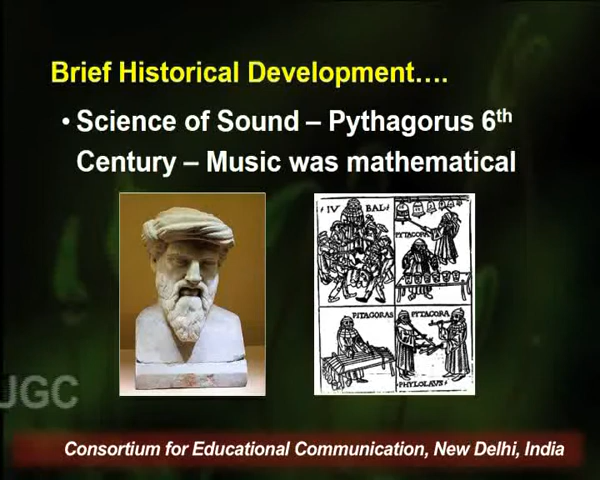 Brief Historical Development....
• Science of Sound – Pythagorus 6th
Century – Music was mathematical
IV BAL
PYTAGORA
PITAGORAS
PYTAGORA
PHYLOLAVS
JGC
Consortium for Educational Communication, New Delhi, India